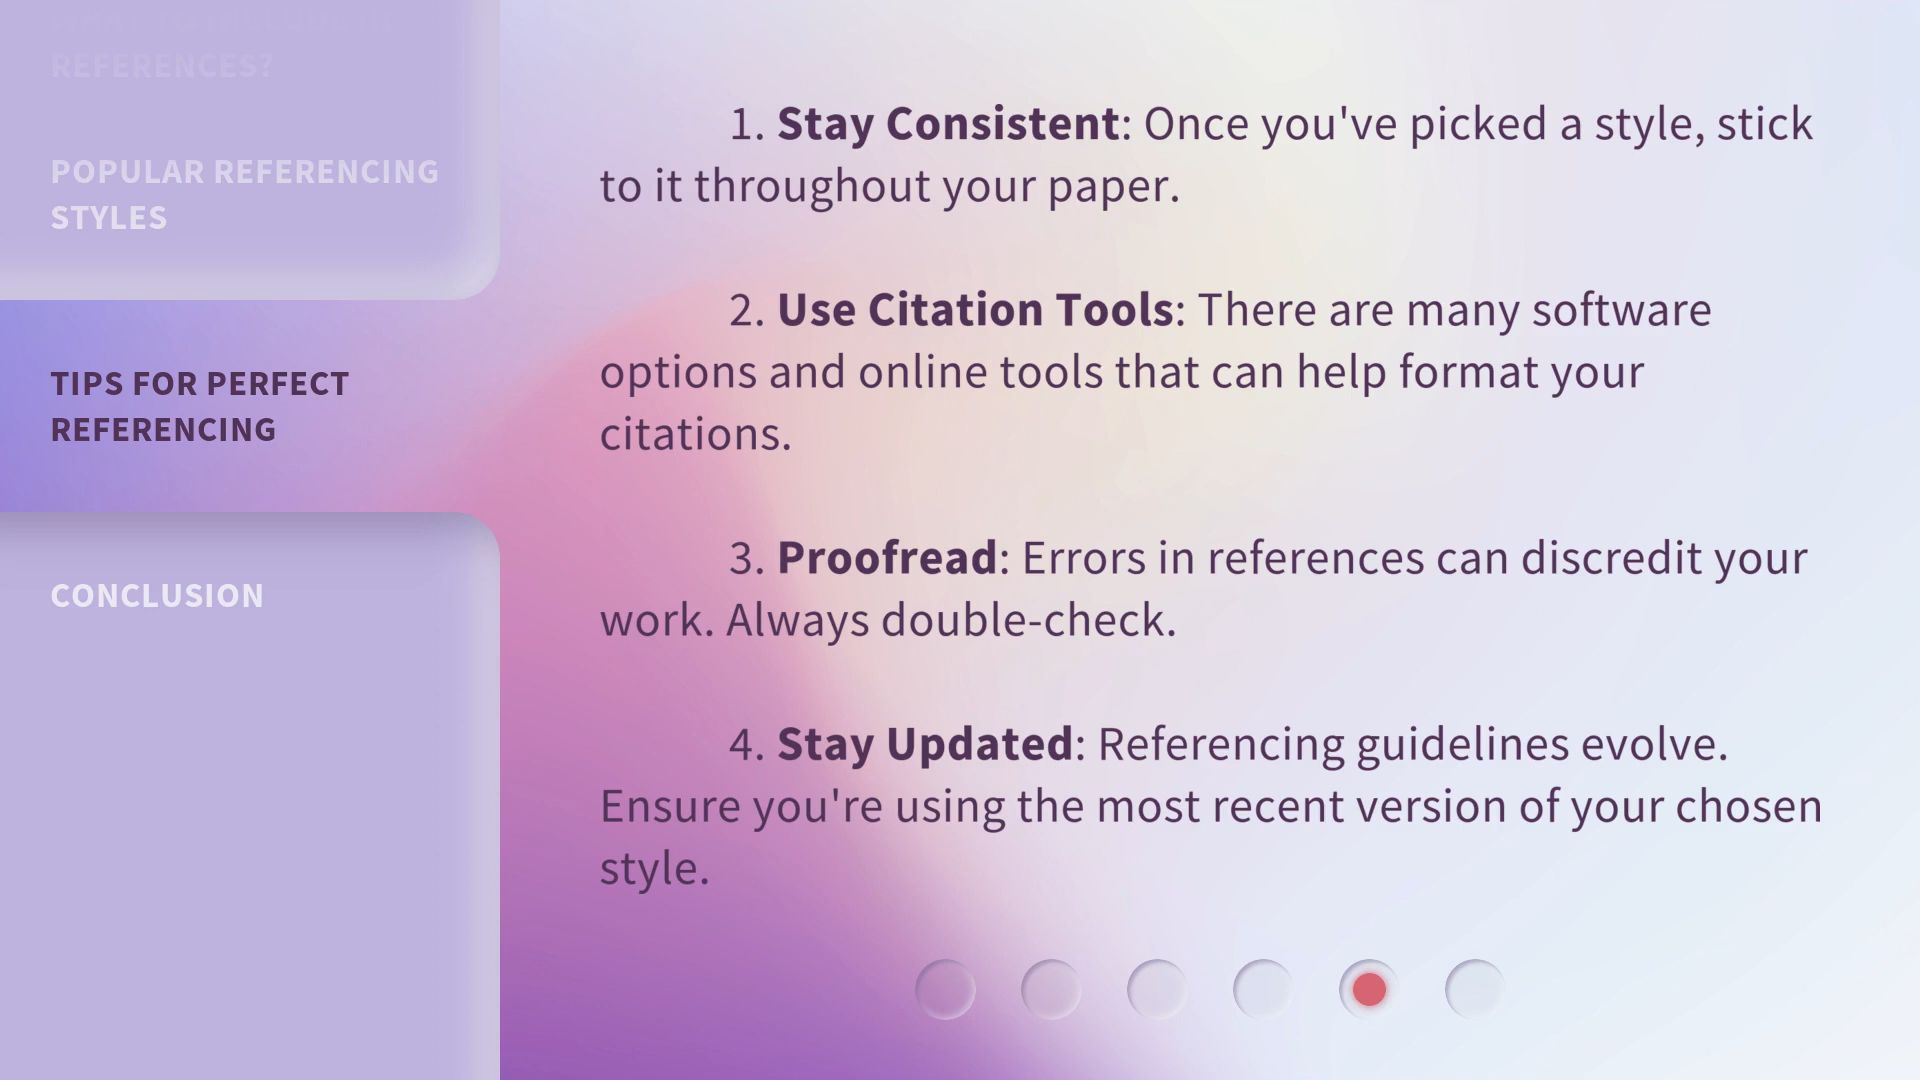 REFERENCES?
POPULAR REFERENCING
STYLES
TIPS FOR PERFECT
REFERENCING
CONCLUSION
1. Stay Consistent: Once you've picked a style, stick
to it throughout your paper.
2. Use Citation Tools: There are many software
options and online tools that can help format your
citations.
3. Proofread: Errors in references can discredit your
work. Always double-check.
4. Stay Updated: Referencing guidelines evolve.
Ensure you're using the most recent version of your chosen
style.